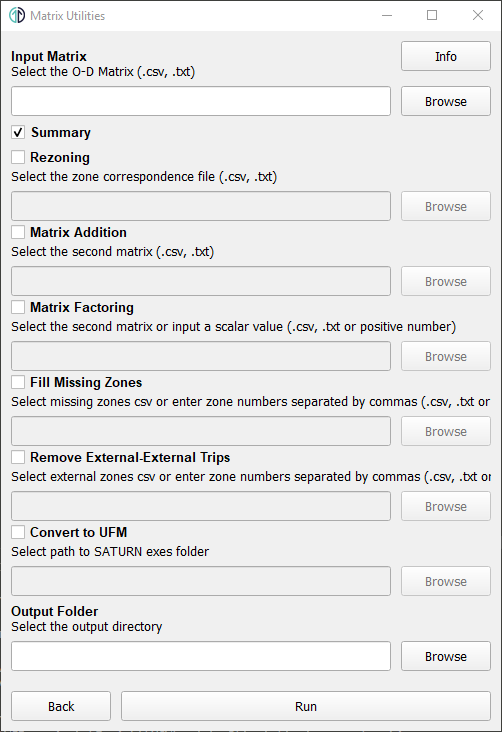 Matrix Utilities
Input Matrix
Info
Select the O-D Matrix (.csv, .txt)
Browse
Summary
Rezoning
Select the zone correspondence file (.csv, .txt)
Browse
Matrix Addition
Select the second matrix (.csv, .txt)
Browse
Matrix Factoring
Select the second matrix or input a scalar value (.csv, .txt or positive number)
Browse
Fill Missing Zones
Select missing zones csv or enter zone numbers separated by commas (.csv, .txt or
Browse
Remove External-External Trips
Select external zones csv or enter zone numbers separated by commas (.csv, .txt or
Browse
Convert to UFM
Select path to SATURN exes folder
Browse
Output Folder
Select the output directory
Browse
Back
Run